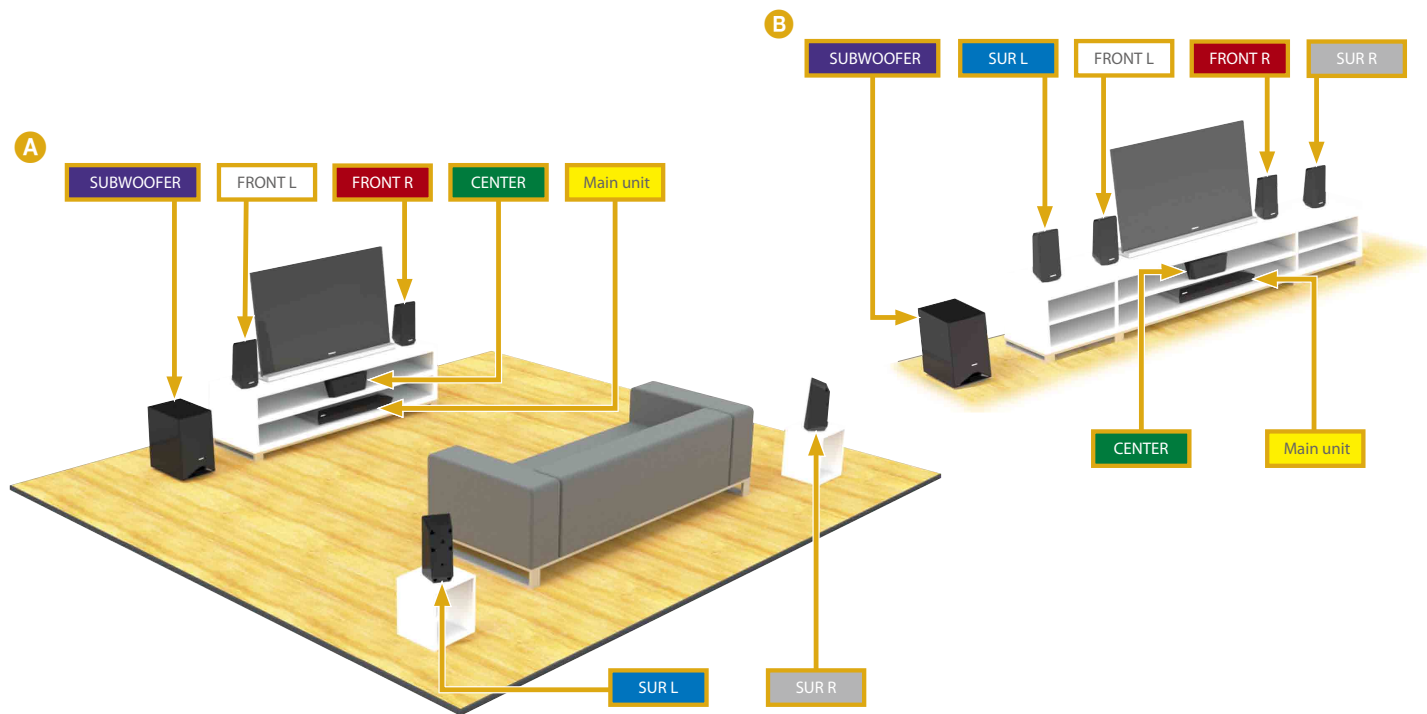 A
SUBWOOFER
FRONT L
FRONT R
CENTER
Main unit
SUR L
SUR R
B
SUBWOOFER
SUR L
FRONT L
FRONT R
SUR R
CENTER
Main unit